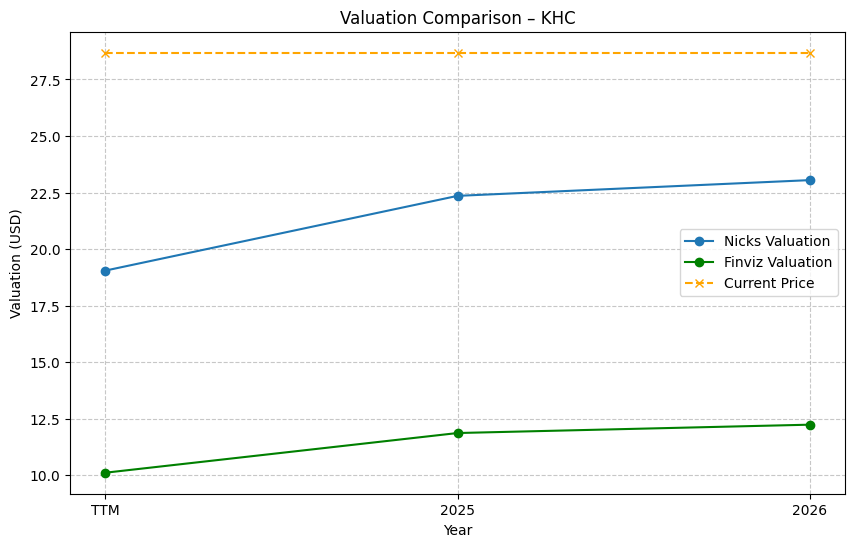 Valuation Comparison – KHC
Valuation (USD)
27.5
25.0
22.5
20.0
17.5
15.0
12.5
10.0
Nicks Valuation
Finviz Valuation
Current Price
TTM
2025
2026
Year